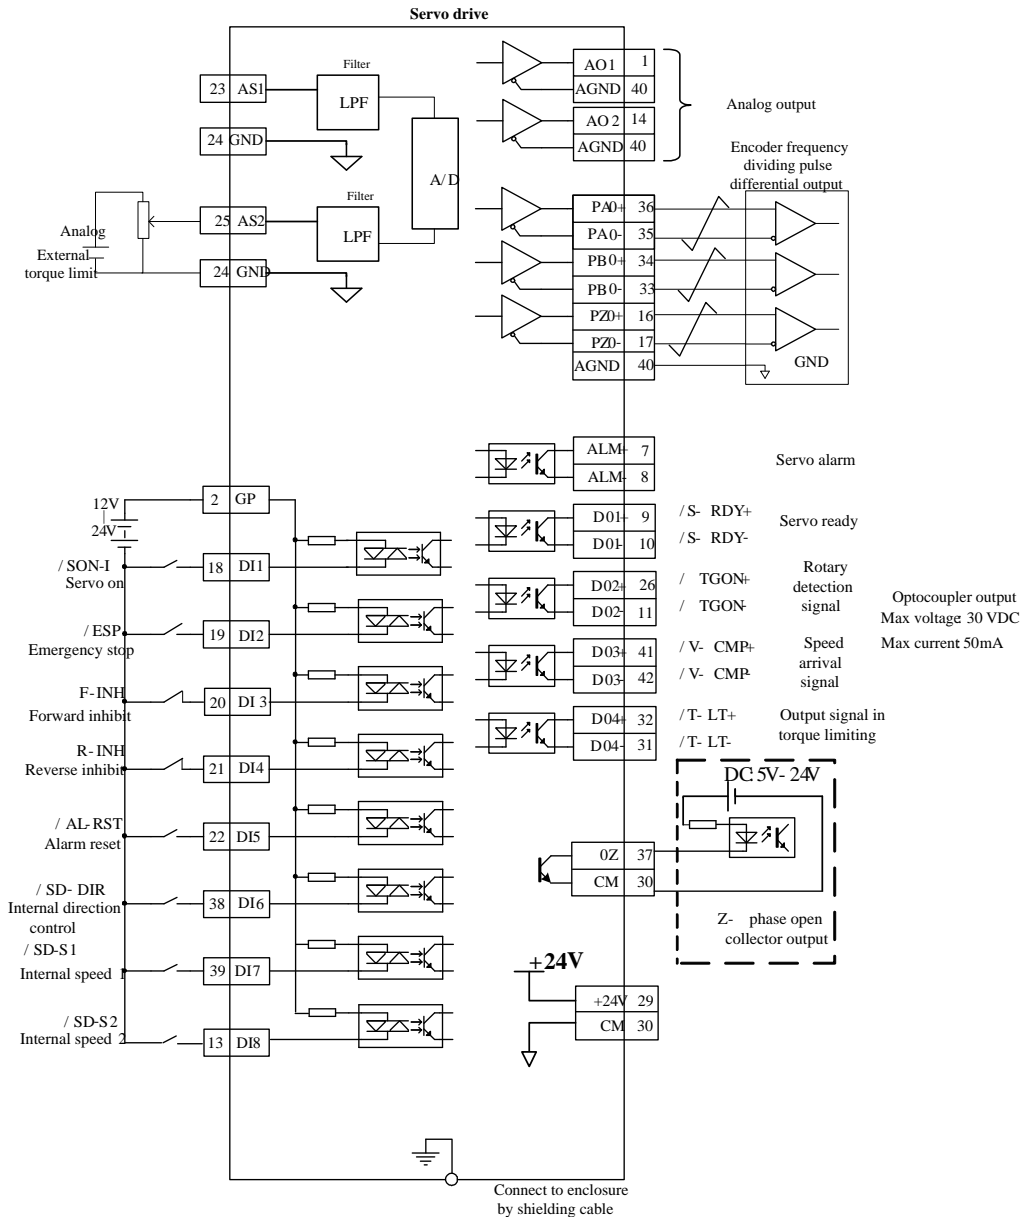 Servo drive
Filter
23 AS1
LPF
24 GND
A/D
Filter
25 AS2
LPF
Analog
External
torque limit
24 GND
AO1 1
AGND 40
AO2 14
AGND 40
Analog output
Encoder frequency
dividing pulse
differential output
PA0+ 36
PA0- 35
PB0+ 34
PB0- 33
PZ0+ 16
PZ0- 17
AGND 40
GND
ALM+ 7
ALM- 8
Servo alarm
D01+ 9 /S- RDY+
D01- 10 /S- RDY-
Servo ready
D02+ 26 / TGON+
D02- 11 / TGON-
Rotary
detection
signal
D03+ 41 /V- CMP+
D03- 42 /V- CMP-
Speed
arrival
signal
D04+ 32 /T- LT+
D04- 31 /T- LT-
Output signal in
torque limiting
Optocoupler output
Max voltage: 30 VDC
Max current:50mA
2 GP
12V
24V
/SON-I
Servo on
18 DI1
/ESP
Emergency stop
19 DI2
F-INH
Forward inhibit
20 DI 3
R-INH
Reverse inhibit
21 DI4
/AL-RST
Alarm reset
22 DI5
/SD- DIR
Internal direction
control
38 DI6
/SD-S1
Internal speed 1
39 DI7
/SD-S2
Internal speed 2
13 DI8
DC:5V-24V
0Z 37
CM 30
Z- phase open
collector output
+24V
+24V 29
CM 30
Connect to enclosure
by shielding cable